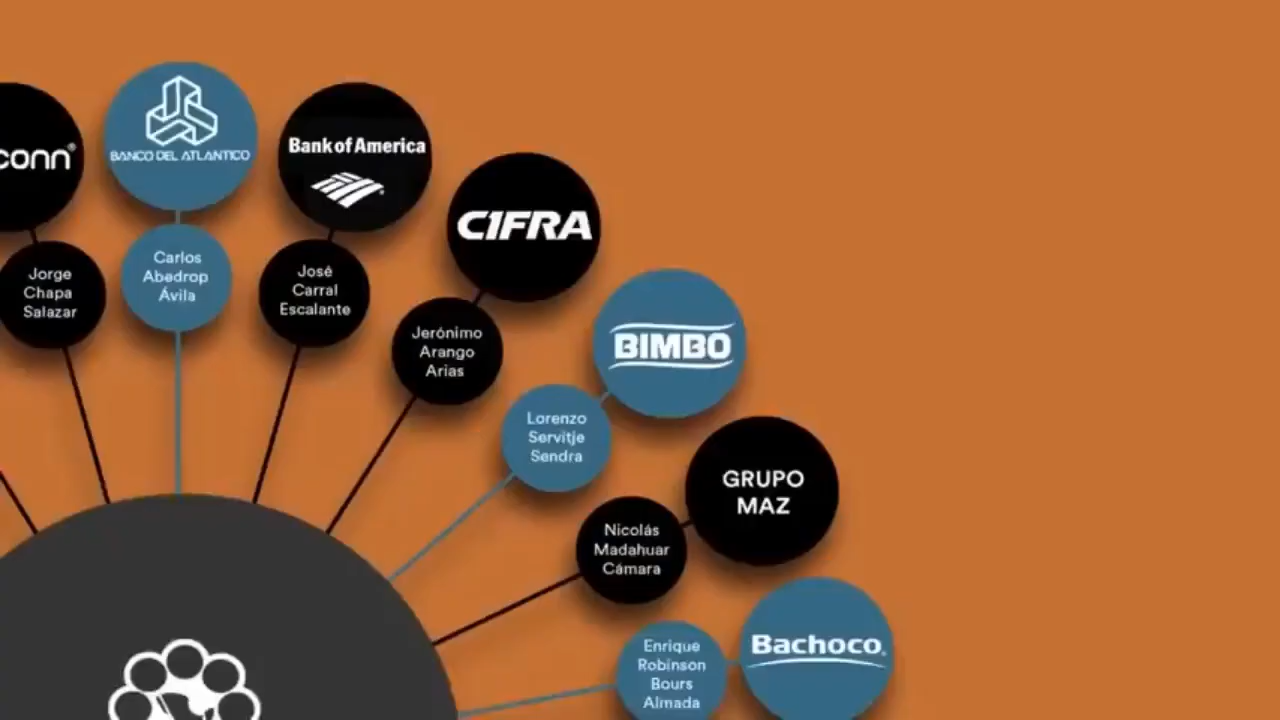 conn®
Jorge
Chapa
Salazar
BANCO DEL ATLANTICO
Carlos
Abedrop
Ávila
Bank of America
José
Carral
Escalante
CIFRA
Jerónimo
Arango
Arias
BIMBO
Lorenzo
Servitje
Sendra
GRUPO
MAZ
Nicolás
Madahuar
Cámara
Bachoco
Enrique
Robinson
Bours
Almada